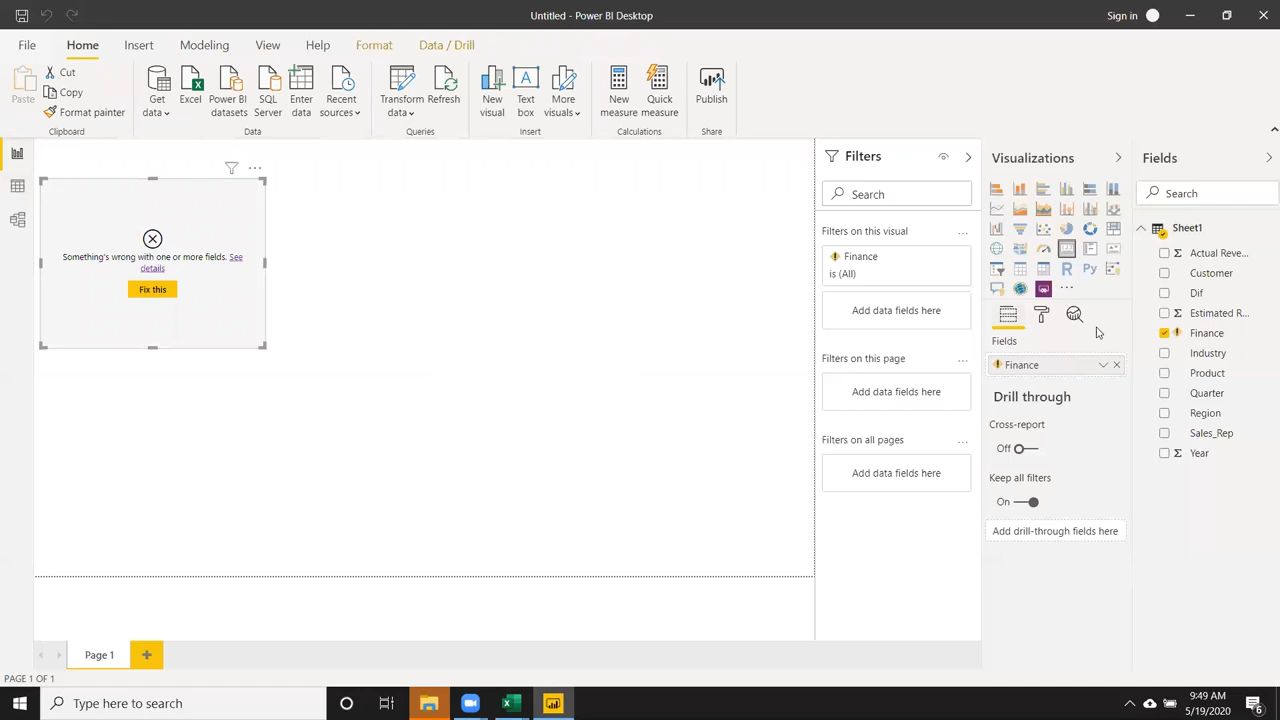 Untitled - Power BI Desktop
Sign in
File Home Insert Modeling View Help Format Data / Drill
Paste
Cut
Copy
Format painter
Clipboard
Get data
Excel
Power BI datasets
SQL Server
Enter data
Recent sources
Data
Transform data
Refresh
Queries
New visual
Text box
More visuals
Insert
New measure
Quick measure
Calculations
Publish
Share
Something's wrong with one or more fields. See
details
Fix this
Filters
Search
Filters on this visual ...
Finance
is (All)
Add data fields here
Filters on this page ...
Add data fields here
Filters on all pages ...
Add data fields here
Visualizations
R Py
Fields
Finance
Drill through
Cross-report
Off
Keep all filters
On
Add drill-through fields here
Fields
Search
Sheet1
Σ Actual Reve...
Customer
Dif
Σ Estimated R...
Finance
Industry
Product
Quarter
Region
Sales_Rep
Σ Year
Page 1
PAGE 1 OF 1
Type here to search
9:49 AM
5/19/2020
6